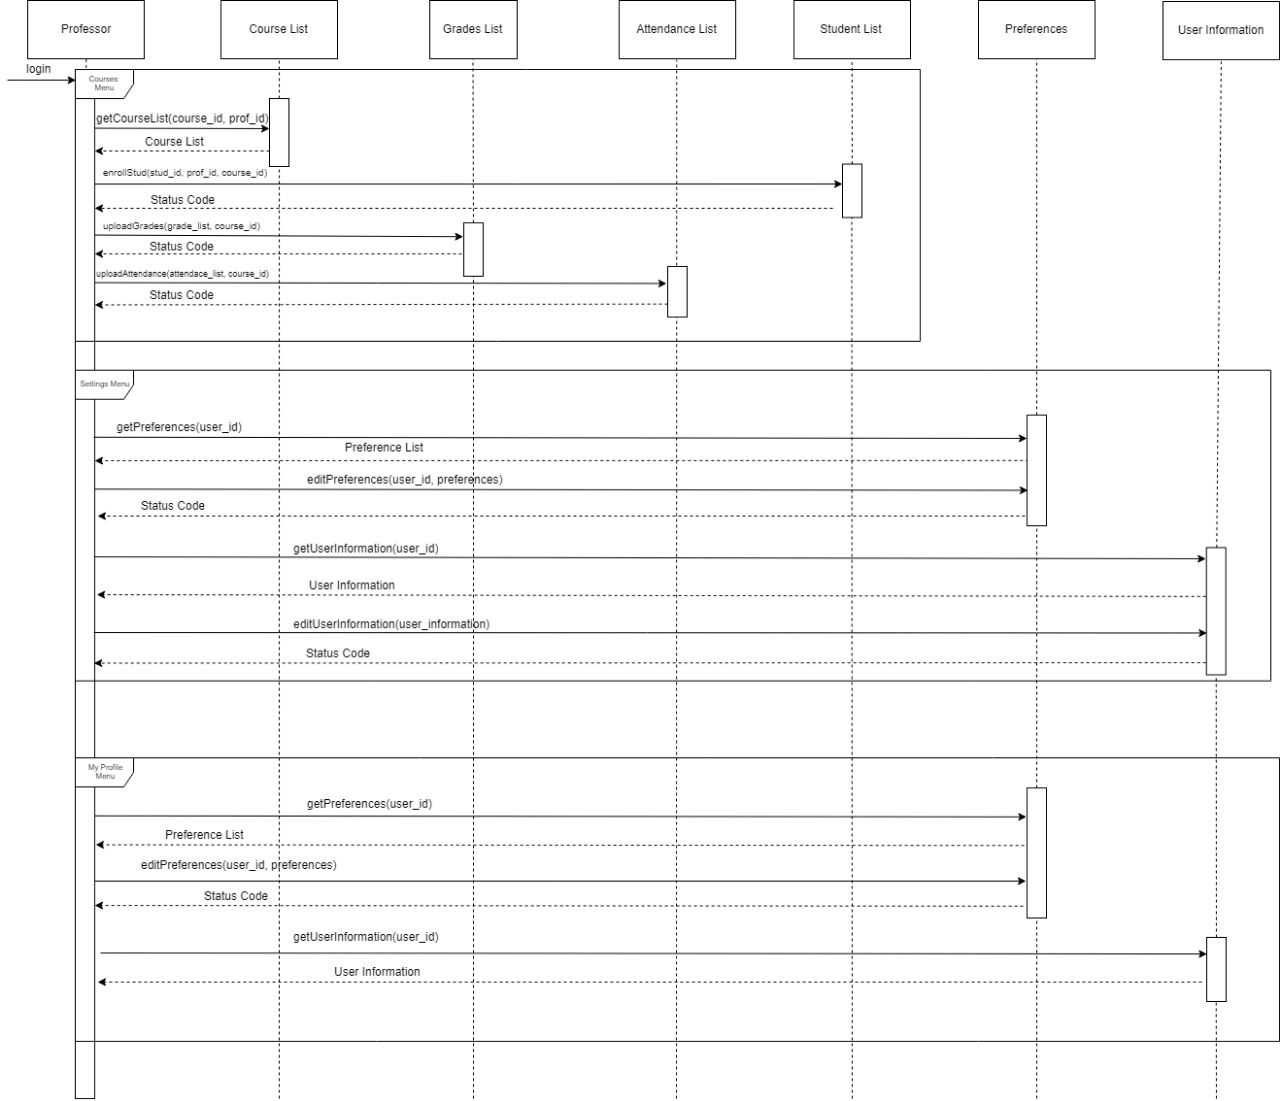 Professor
Course List
Grades List
Attendance List
Student List
Preferences
User Information
login
Courses
Menu
getCourseList(course_id, prof_id)
Course List
enrollStud(stud_id, prof_id, course_id)
Status Code
uploadGrades(grade_list, course_id)
Status Code
uploadAttendance(attendace_list, course_id)
Status Code
Settings Menu
getPreferences(user_id)
Preference List
editPreferences(user_id, preferences)
Status Code
getUserInformation(user_id)
User Information
editUserInformation(user_information)
Status Code
My Profile
Menu
getPreferences(user_id)
Preference List
editPreferences(user_id, preferences)
Status Code
getUserInformation(user_id)
User Information